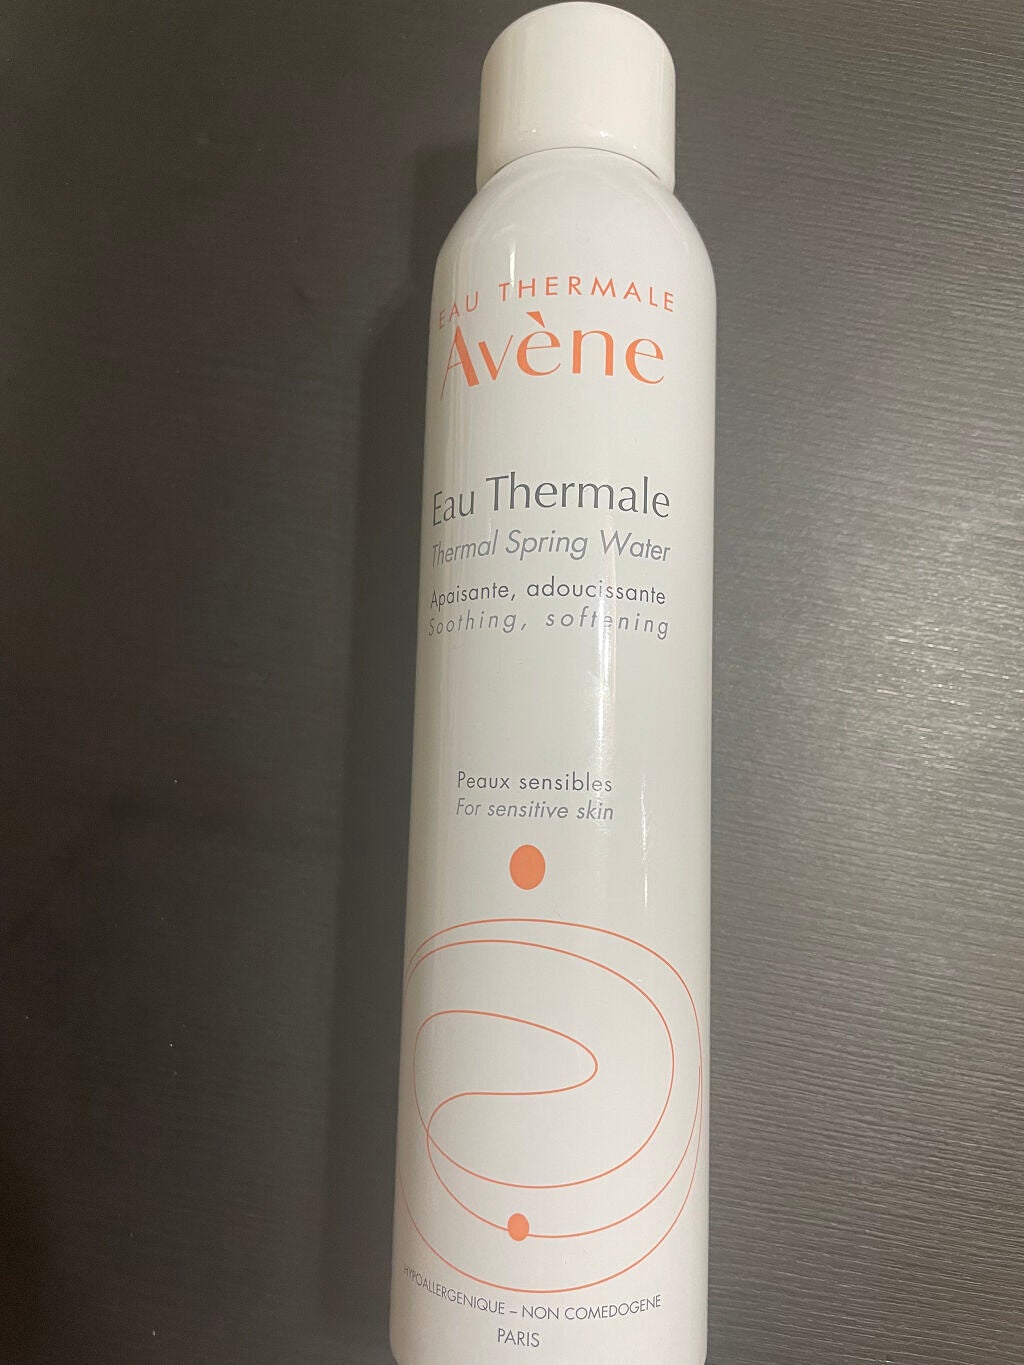 EAU THERMALE
Avène
Eau Thermale
Thermal Spring Water
Apaisante, adoucissante
Soothing, softening
Peaux sensibles
For sensitive skin
HYPOALLERGENIQUE – NON COMEDOGENE
PARIS